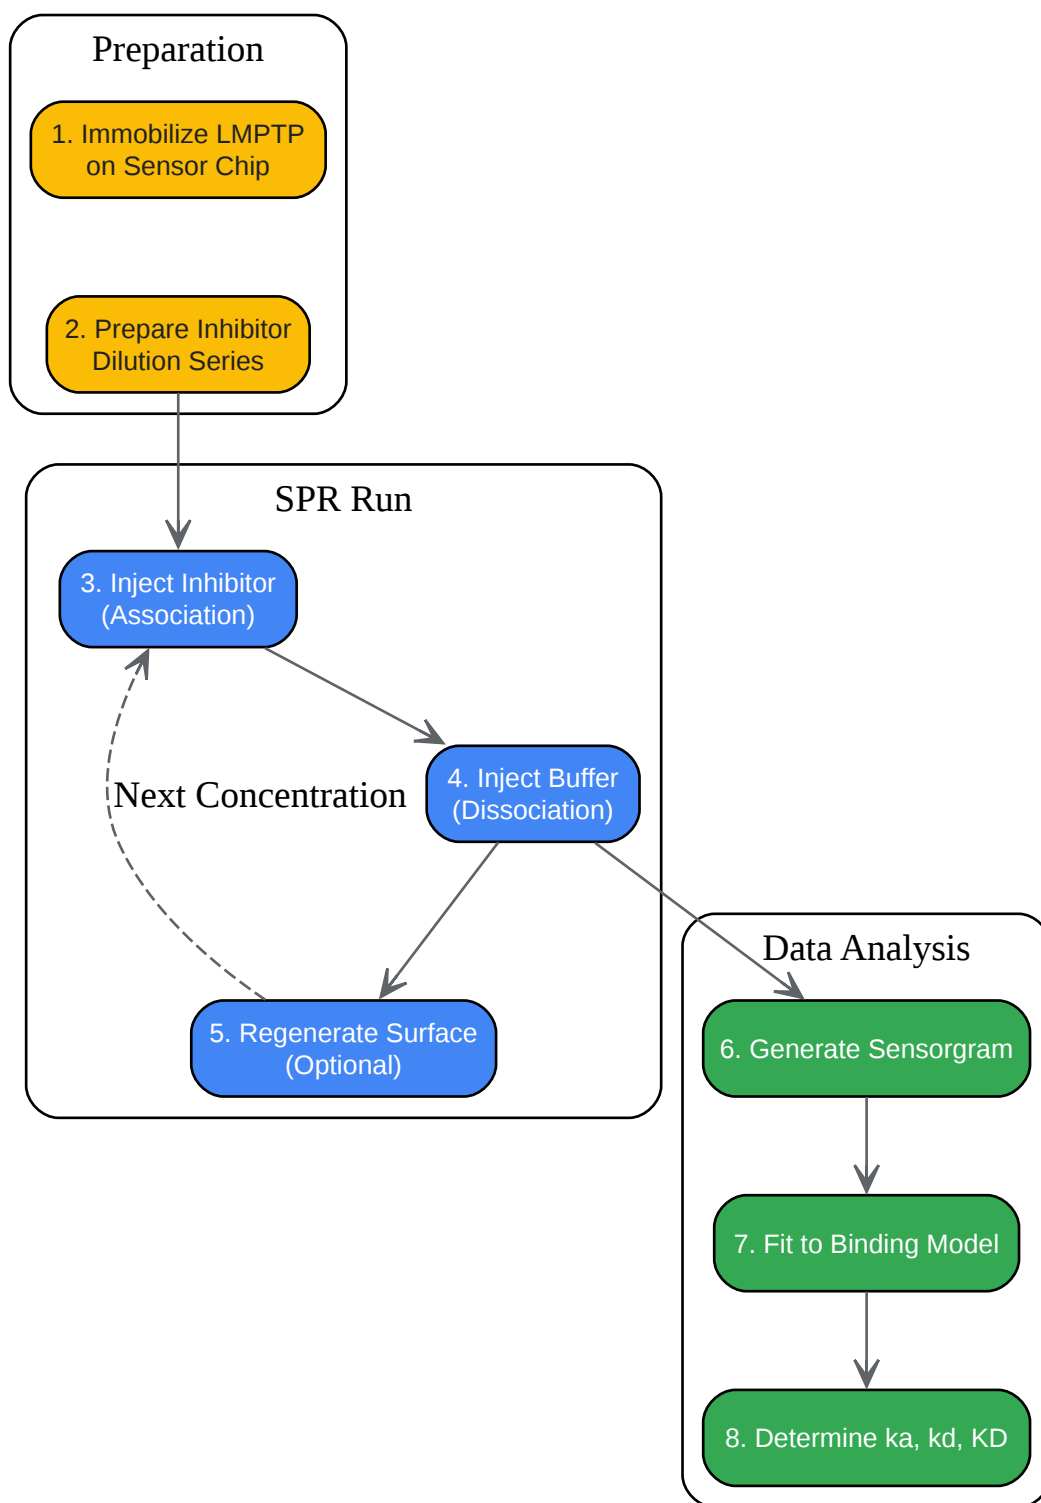 Preparation
1. Immobilize LMPTP
on Sensor Chip
2. Prepare Inhibitor
Dilution Series
SPR Run
3. Inject Inhibitor
(Association)
Next Concentration
4. Inject Buffer
(Dissociation)
5. Regenerate Surface
(Optional)
Data Analysis
6. Generate Sensorgram
7. Fit to Binding Model
8. Determine ka, kd, KD